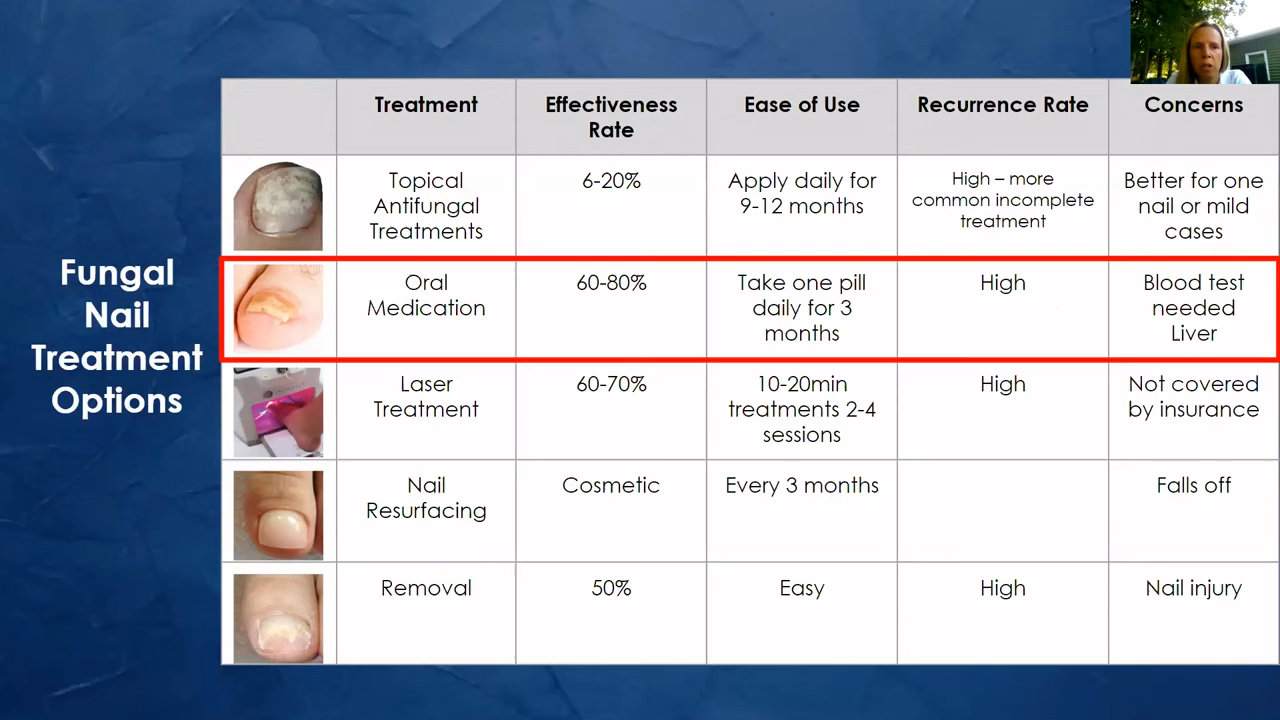 Fungal
Nail
Treatment
Options
Treatment
Effectiveness
Rate
Ease of Use
Recurrence Rate
Concerns
Topical
Antifungal
Treatments
6-20%
Apply daily for
9-12 months
High – more
common incomplete
treatment
Better for one
nail or mild
cases
Oral
Medication
60-80%
Take one pill
daily for 3
months
High
Blood test
needed
Liver
Laser
Treatment
60-70%
10-20min
treatments 2-4
sessions
High
Not covered
by insurance
Nail
Resurfacing
Cosmetic
Every 3 months
Falls off
Removal
50%
Easy
High
Nail injury